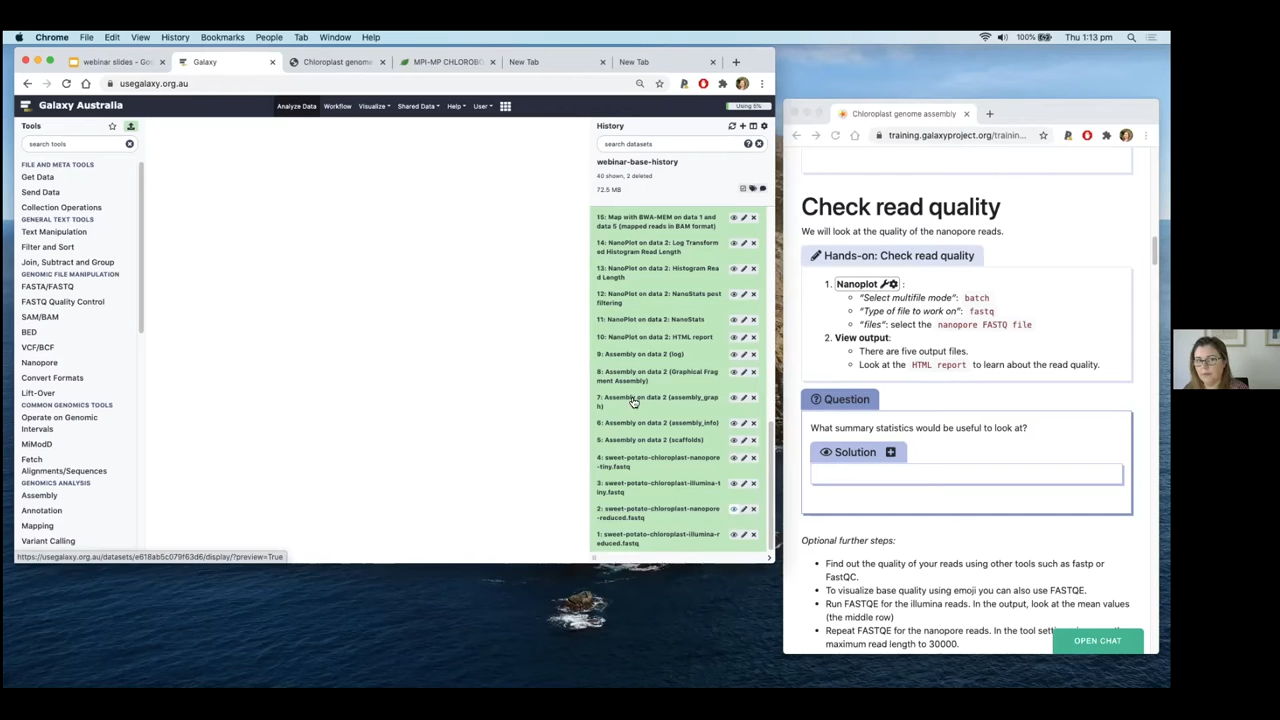 Chrome File Edit View History Bookmarks People Tab Window Help
100% Thu 1:13 pm
webinar slides - Go
Galaxy
Chloroplast genome
MPI-MP CHLOROBO
New Tab
New Tab
usegalaxy.org.au
Galaxy Australia
Analyze Data Workflow Visualize Shared Data Help User
Using 5%
Tools
search tools
FILE AND META TOOLS
Get Data
Send Data
Collection Operations
GENERAL TEXT TOOLS
Text Manipulation
Filter and Sort
Join, Subtract and Group
GENOMIC FILE MANIPULATION
FASTA/FASTQ
FASTQ Quality Control
SAM/BAM
BED
VCF/BCF
Nanopore
Convert Formats
Lift-Over
COMMON GENOMICS TOOLS
Operate on Genomic
Intervals
MiModD
Fetch
Alignments/Sequences
GENOMICS ANALYSIS
Assembly
Annotation
Mapping
Variant Calling
https://usegalaxy.org.au/datasets/e618ab5c079f63d6/display/?preview=True
History
search datasets
webinar-base-history
40 shown, 2 deleted
72.5 MB
15: Map with BWA-MEM on data 1 and
data 5 (mapped reads in BAM format)
14: NanoPlot on data 2: Log Transform
ed Histogram Read Length
13: NanoPlot on data 2: Histogram Rea
d Length
12: NanoPlot on data 2: NanoStats post
filtering
11: NanoPlot on data 2: NanoStats
10: NanoPlot on data 2: HTML report
9: Assembly on data 2 (log)
8: Assembly on data 2 (Graphical Frag
ment Assembly)
7: Assembly on data 2 (assembly_grap
h)
6: Assembly on data 2 (assembly_info)
5: Assembly on data 2 (scaffolds)
4: sweet-potato-chloroplast-nanopore
-tiny.fastq
3: sweet-potato-chloroplast-illumina-t
iny.fastq
2: sweet-potato-chloroplast-nanopore
-reduced.fastq
1: sweet-potato-chloroplast-illumina-r
educed.fastq
Chloroplast genome assembly
training.galaxyproject.org/trainin...
Check read quality
We will look at the quality of the nanopore reads.
Hands-on: Check read quality
1. Nanoplot :
"Select multifile mode": batch
"Type of file to work on": fastq
"files": select the nanopore FASTQ file
2. View output:
There are five output files.
Look at the HTML report to learn about the read quality.
Question
What summary statistics would be useful to look at?
Solution
Optional further steps:
Find out the quality of your reads using other tools such as fastp or
FastQC.
To visualize base quality using emoji you can also use FASTQE.
Run FASTQE for the illumina reads. In the output, look at the mean values
(the middle row)
Repeat FASTQE for the nanopore reads. In the tool
maximum read length to 30000.
OPEN CHAT